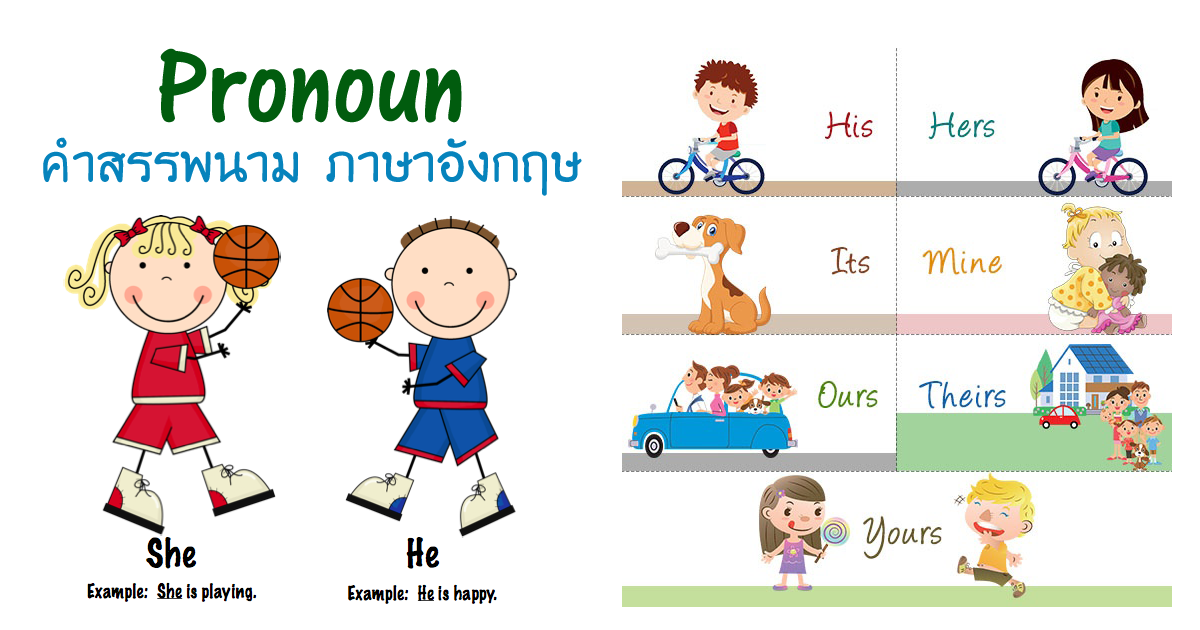 Pronoun
คำสรรพนาม ภาษาอังกฤษ
She
Example: She is playing.
He
Example: He is happy.
His
Hers
Its
Mine
Ours
Theirs
Yours